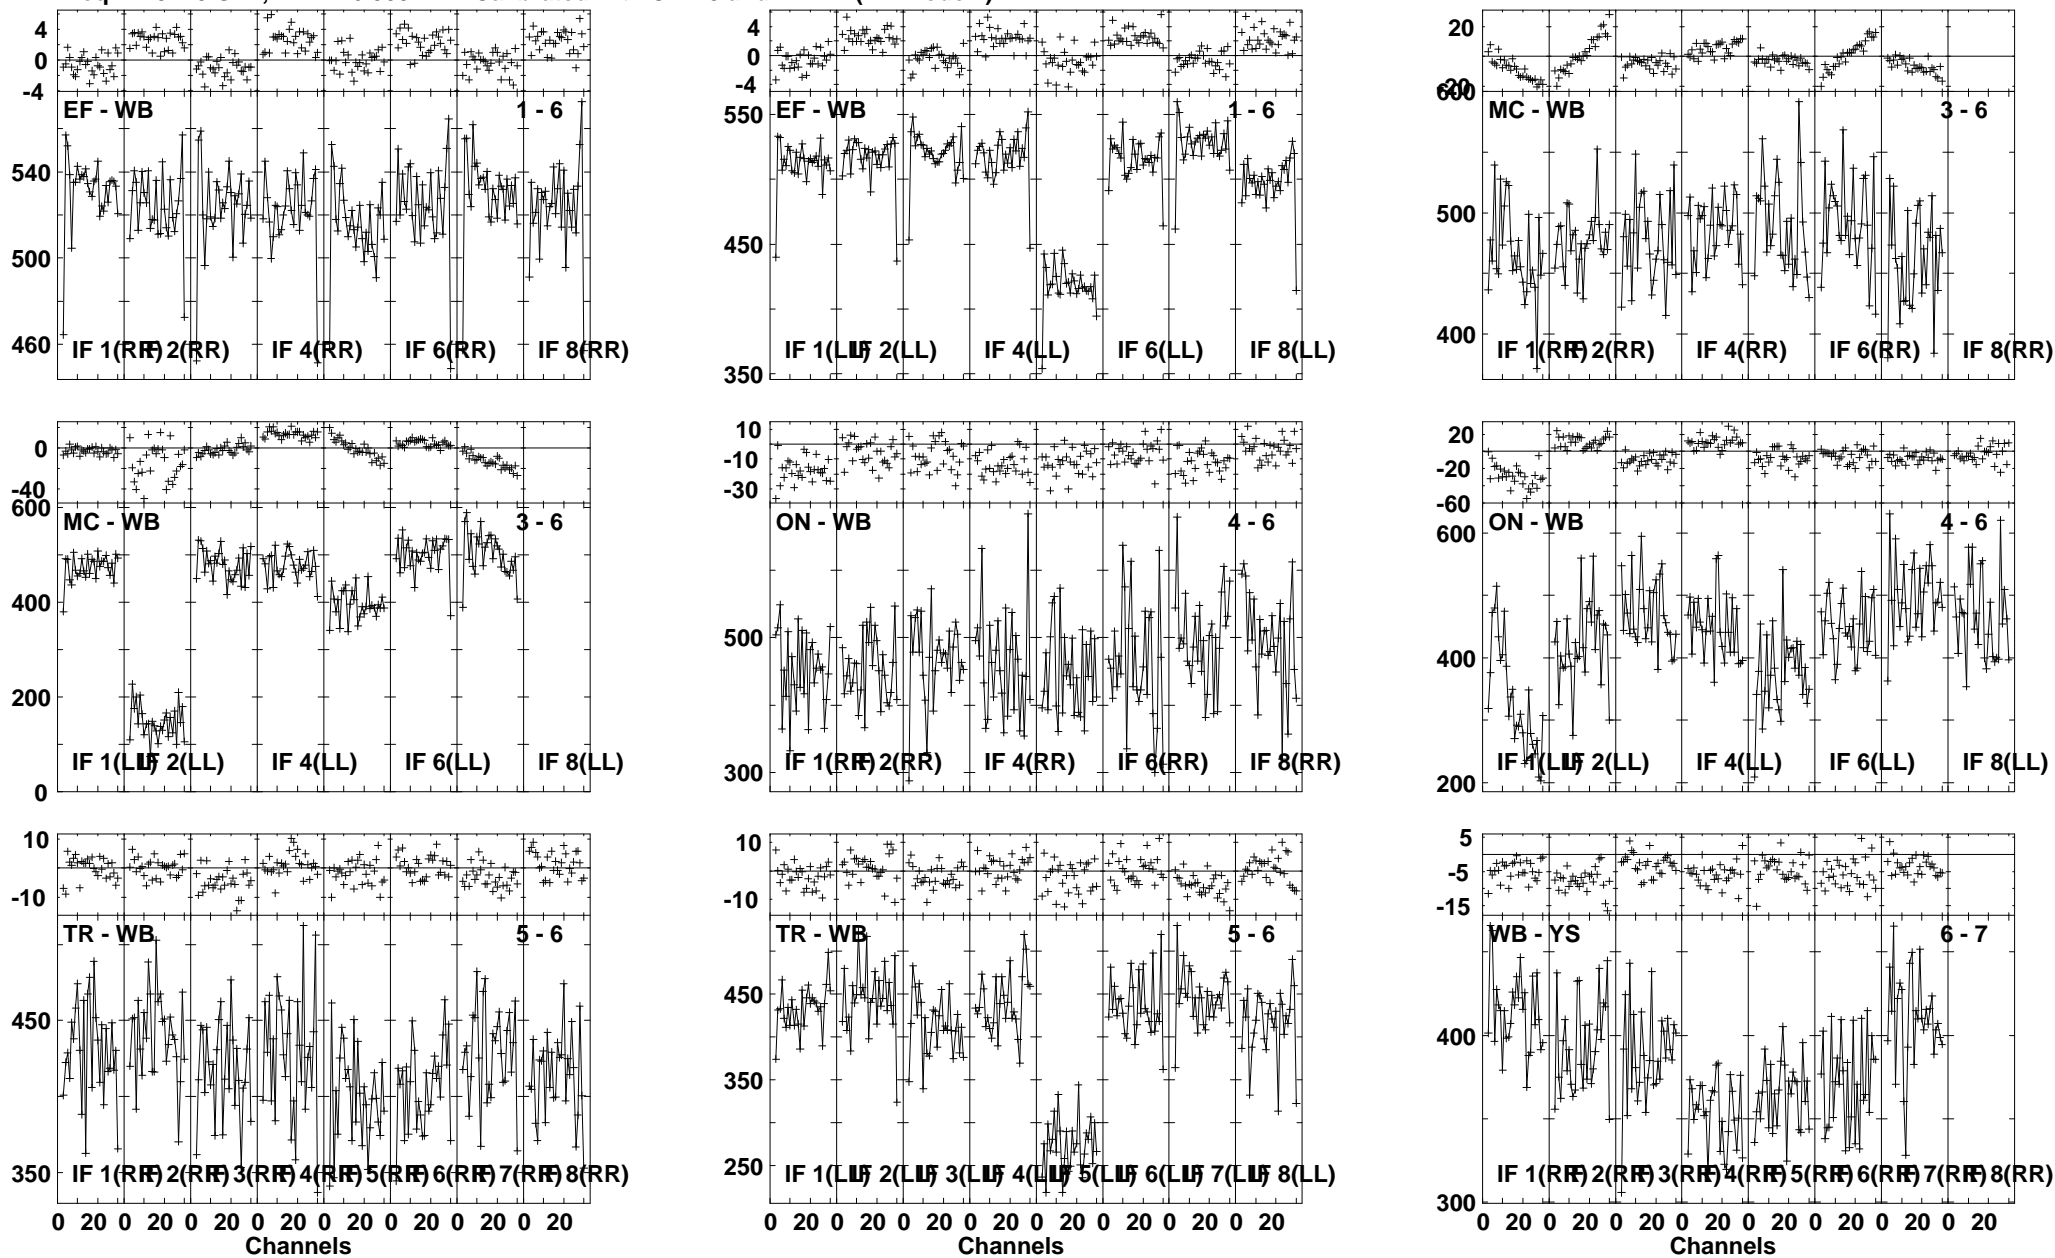 4
0
-4
EF - WB
1 - 6
540
500
460
IF 1(RR)
IF 2(RR)
IF 4(RR)
IF 6(RR)
IF 8(RR)
4
0
-4
EF - WB
1 - 6
550
450
350
IF 1(LL)
IF 2(LL)
IF 4(LL)
IF 6(LL)
IF 8(LL)
20
-20
600
MC - WB
3 - 6
500
400
IF 1(RR)
IF 2(RR)
IF 4(RR)
IF 6(RR)
IF 8(RR)
0
-40
600
MC - WB
3 - 6
400
200
0
IF 1(LL)
IF 2(LL)
IF 4(LL)
IF 6(LL)
IF 8(LL)
10
-10
-30
ON - WB
4 - 6
500
300
IF 1(RR)
IF 2(RR)
IF 4(RR)
IF 6(RR)
IF 8(RR)
20
-20
-60
600
ON - WB
4 - 6
400
200
IF 1(LL)
IF 2(LL)
IF 4(LL)
IF 6(LL)
IF 8(LL)
10
-10
TR - WB
5 - 6
450
350
IF 1(RR)
IF 2(RR)
IF 3(RR)
IF 4(RR)
IF 5(RR)
IF 6(RR)
IF 7(RR)
IF 8(RR)
0 20 0 20 0 20 0 20 0 20 0 20 0 20 0 20
Channels
10
-10
TR - WB
5 - 6
450
350
250
IF 1(LL)
IF 2(LL)
IF 3(LL)
IF 4(LL)
IF 5(LL)
IF 6(LL)
IF 7(LL)
IF 8(LL)
0 20 0 20 0 20 0 20 0 20 0 20 0 20 0 20
Channels
5
-5
-15
WB - YS
6 - 7
400
300
IF 1(RR)
IF 2(RR)
IF 3(RR)
IF 4(RR)
IF 5(RR)
IF 6(RR)
IF 7(RR)
IF 8(RR)
0 20 0 20 0 20 0 20 0 20 0 20 0 20 0 20
Channels